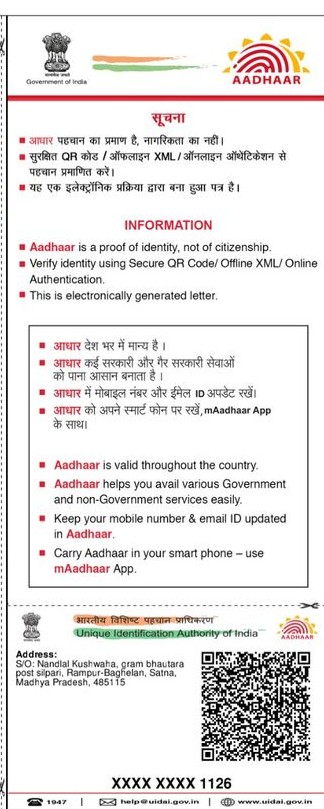 Government of India
AADHAAR
सूचना
आधार पहचान का प्रमाण है, नागरिकता का नहीं।
सुरक्षित QR कोड / ऑफलाइन XML / ऑनलाइन ऑथेंटिकेशन से
पहचान प्रमाणित करें।
यह एक इलेक्ट्रॉनिक प्रक्रिया द्वारा बना हुआ पत्र है।
INFORMATION
Aadhaar is a proof of identity, not of citizenship.
Verify identity using Secure QR Code/ Offline XML/ Online
Authentication.
This is electronically generated letter.
आधार देश भर में मान्य है ।
आधार कई सरकारी और गैर सरकारी सेवाओं
को पाना आसान बनाता है ।
आधार में मोबाइल नंबर और ईमेल ID अपडेट रखें।
आधार को अपने स्मार्ट फोन पर रखें, mAadhaar App
के साथ।
Aadhaar is valid throughout the country.
Aadhaar helps you avail various Government
and non-Government services easily.
Keep your mobile number & email ID updated
in Aadhaar.
Carry Aadhaar in your smart phone – use
mAadhaar App.
भारतीय विशिष्ट पहचान प्राधिकरण
Unique Identification Authority of India
AADHAAR
Address:
S/O: Nandlal Kushwaha, gram bhautara
post silpari, Rampur-Baghelan, Satna,
Madhya Pradesh, 485115
XXXX XXXX 1126
1947 | help@uidai.gov.in | www.uidai.gov.in